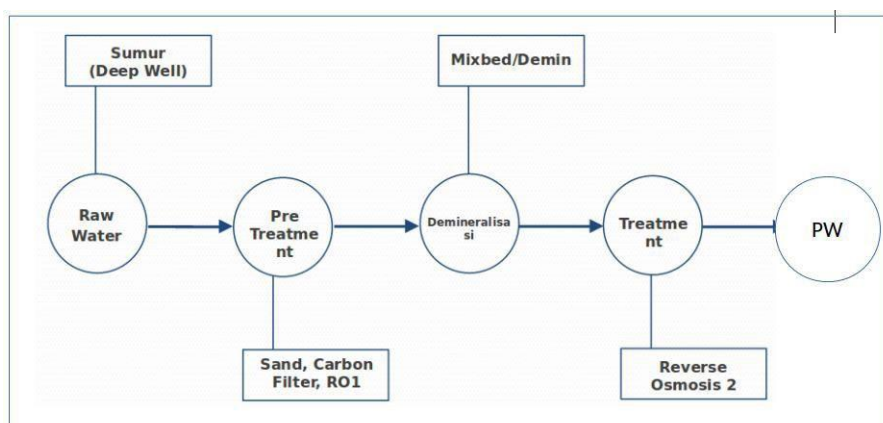 Sumur
(Deep Well)
Mixbed/Demin
Raw
Water
Pre
Treatme
nt
Demineralisa
si
Treatme
nt
PW
Sand, Carbon
Filter, RO1
Reverse
Osmosis 2